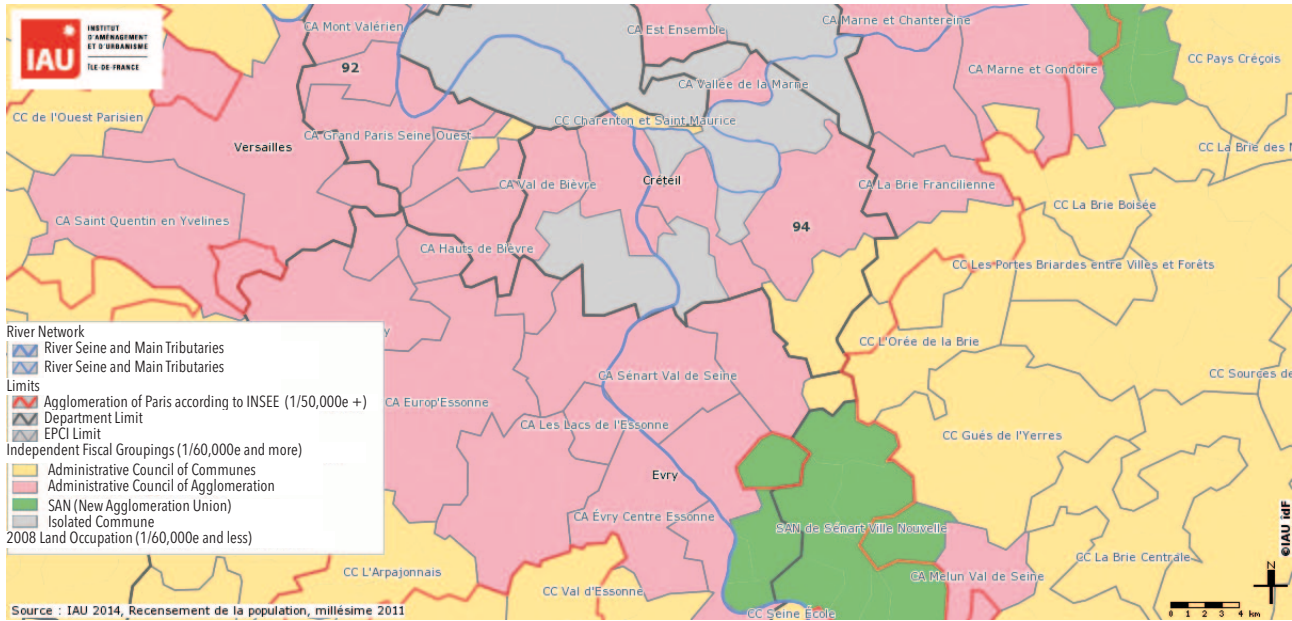 IAU
INSTITUT
D'AMÉNAGEMENT
ET D'URBANISME
ÎLE-DE-FRANCE
CA Mont Valérien
CA Est Ensemble
CA Marne et Chantereine
92
CC Pays Créçois
CA Marne et Gondoire
CA Vallée de la Marne
CC de l'Ouest Parisien
CC Charenton et Saint Maurice
CA Grand Paris Seine Ouest
Versailles
CC La Brie des
Créteil
CA Val de Bièvre
CA La Brie Francilienne
CC La Brie Boisée
CA Saint Quentin en Yvelines
94
CA Hauts de Bièvre
CC Les Portes Briardes entre Villes et Forêts
River Network
River Seine and Main Tributaries
River Seine and Main Tributaries
Limits
Agglomeration of Paris according to INSEE (1/50,000e +)
Department Limit
EPCI Limit
Independent Fiscal Groupings (1/60,000e and more)
Administrative Council of Communes
Administrative Council of Agglomeration
SAN (New Agglomeration Union)
Isolated Commune
2008 Land Occupation (1/60,000e and less)
CC L'Orée de la Brie
CA Sénart Val de Seine
CC Sources de
CA Europ'Essonne
CA Les Lacs de l'Essonne
CC Gués de l'Yerres
Evry
CA Évry Centre Essonne
SAN de Sénart Ville Nouvelle
CC La Brie Centrale
CC L'Arpajonnais
CA Melun Val de Seine
CC Val d'Essonne
CC Seine École
©IAU îdF
N
0 1 2 3 4 km
Source : IAU 2014, Recensement de la population, millésime 2011